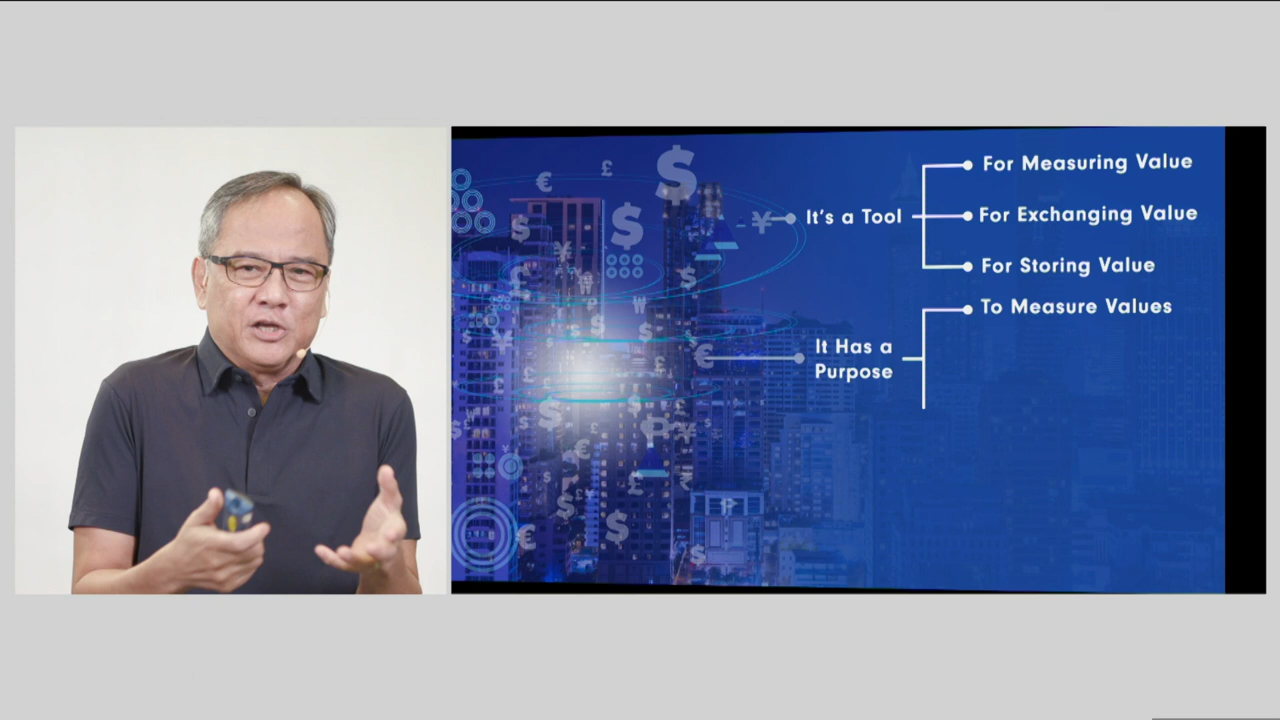 For Measuring Value
It's a Tool
For Exchanging Value
For Storing Value
To Measure Values
It Has a
Purpose